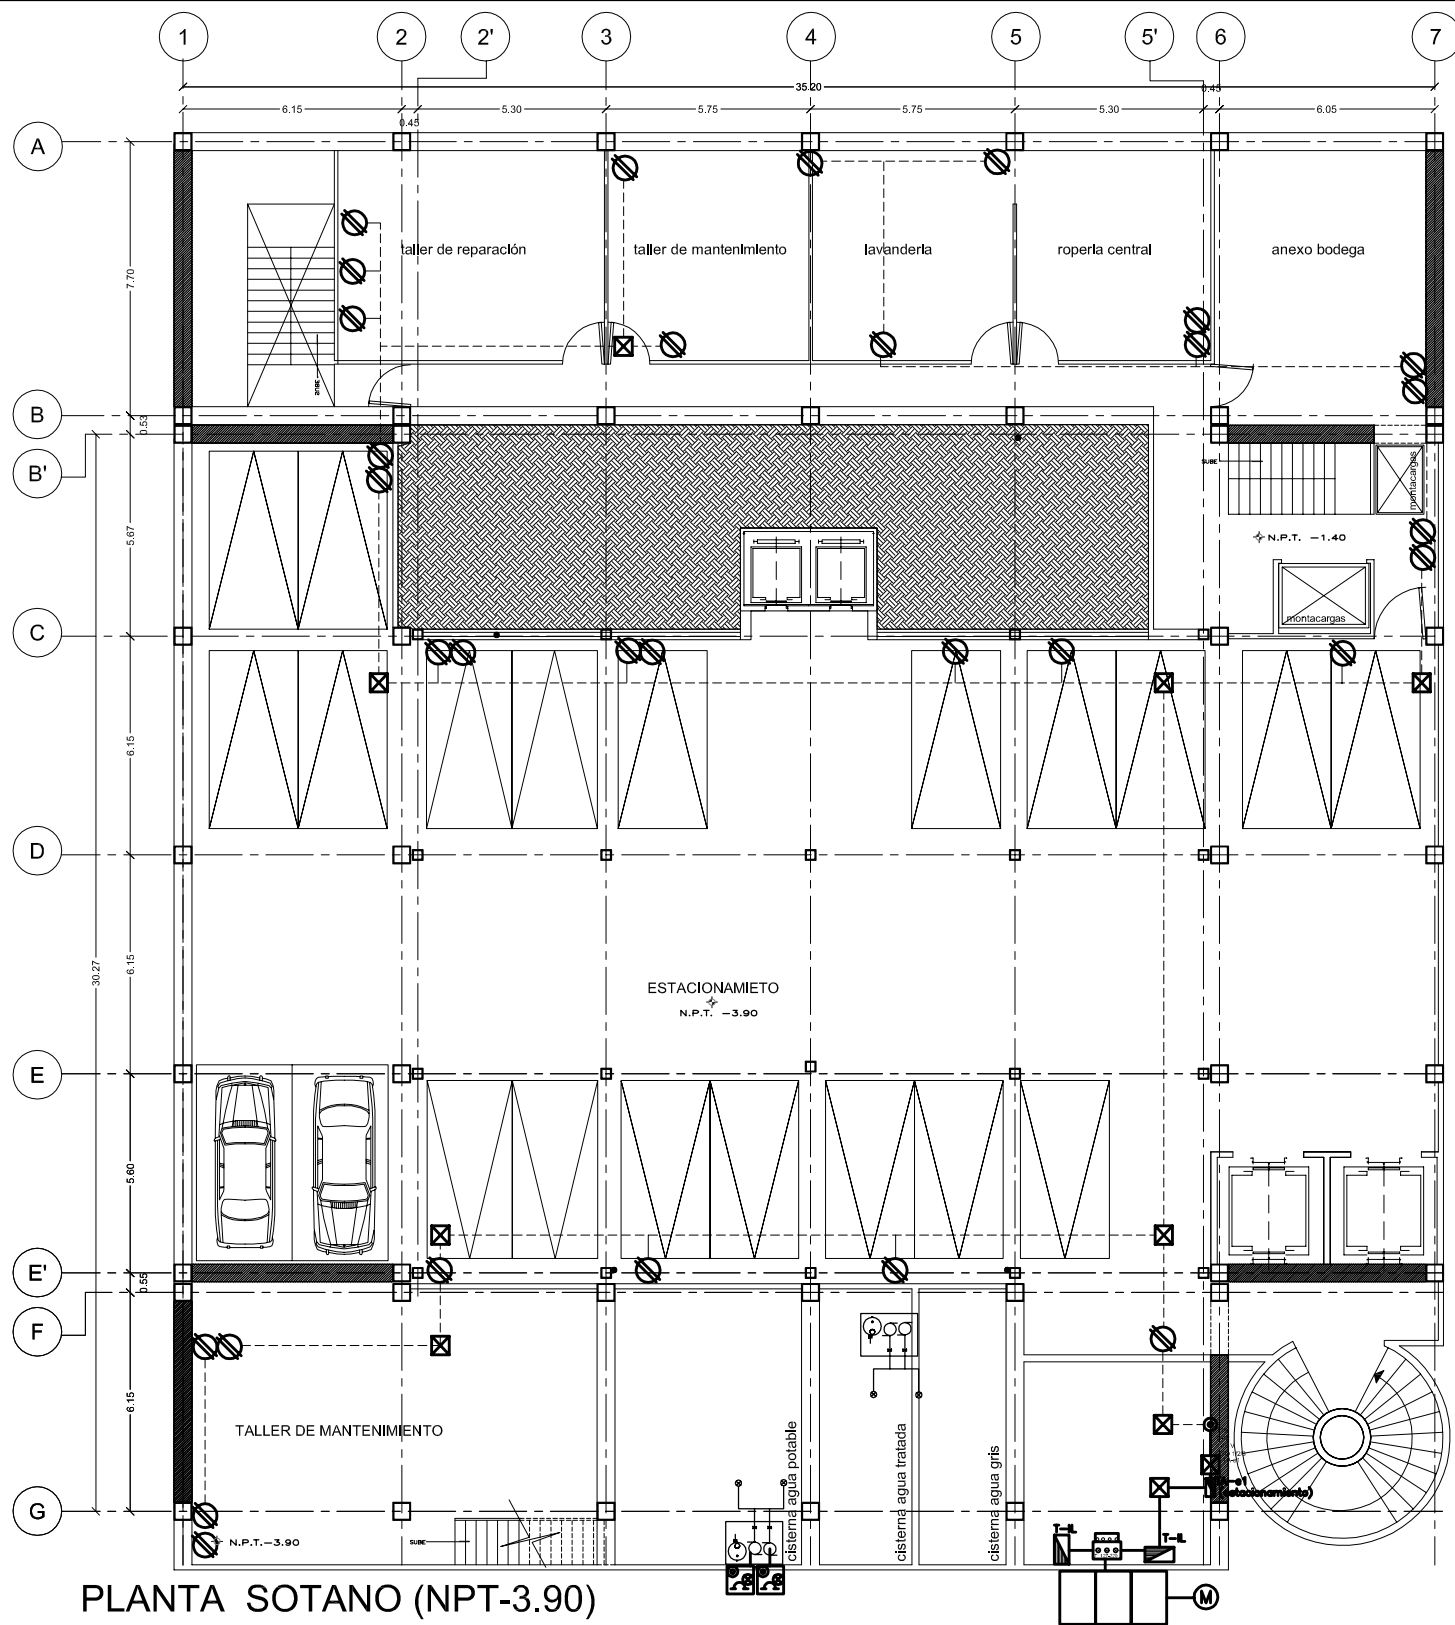 1 2 2' 3 4 5 5' 6 7
35.20
6.15 0.45 5.30 5.75 5.75 5.30 0.45 6.05
A
7.70
taller de reparación
taller de mantenimiento
lavanderia
roperia central
anexo bodega
SUBE
B
0.53
B'
SUBE
montacargas
N.P.T. -1.40
5.67
montacargas
C
6.15
D
30.27
6.15
ESTACIONAMIETO
N.P.T. -3.90
E
5.60
E'
0.55
F
6.15
TALLER DE MANTENIMIENTO
cisterna agua potable
cisterna agua tratada
cisterna agua gris
(estacionamiento)
G
N.P.T.-3.90
SUBE
T-IL
T-IL
M
PLANTA SOTANO (NPT-3.90)